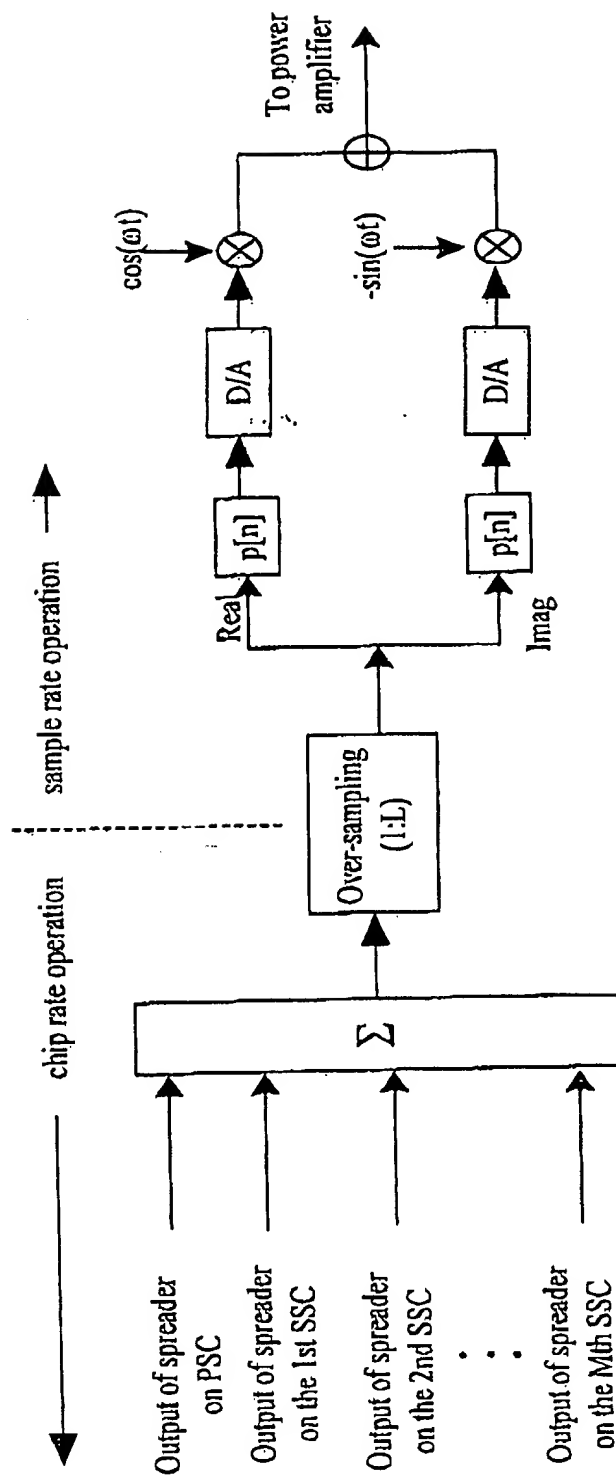 chip rate operation
sample rate operation
Output of spreader
on PSC
Output of spreader
on the 1st SSC
Output of spreader
on the 2nd SSC
. . .
Output of spreader
on the Mth SSC
Σ
Over-sampling
(1:L)
Real
Imag
p[n]
D/A
cos(ωt)
p[n]
D/A
-sin(ωt)
To power
amplifier